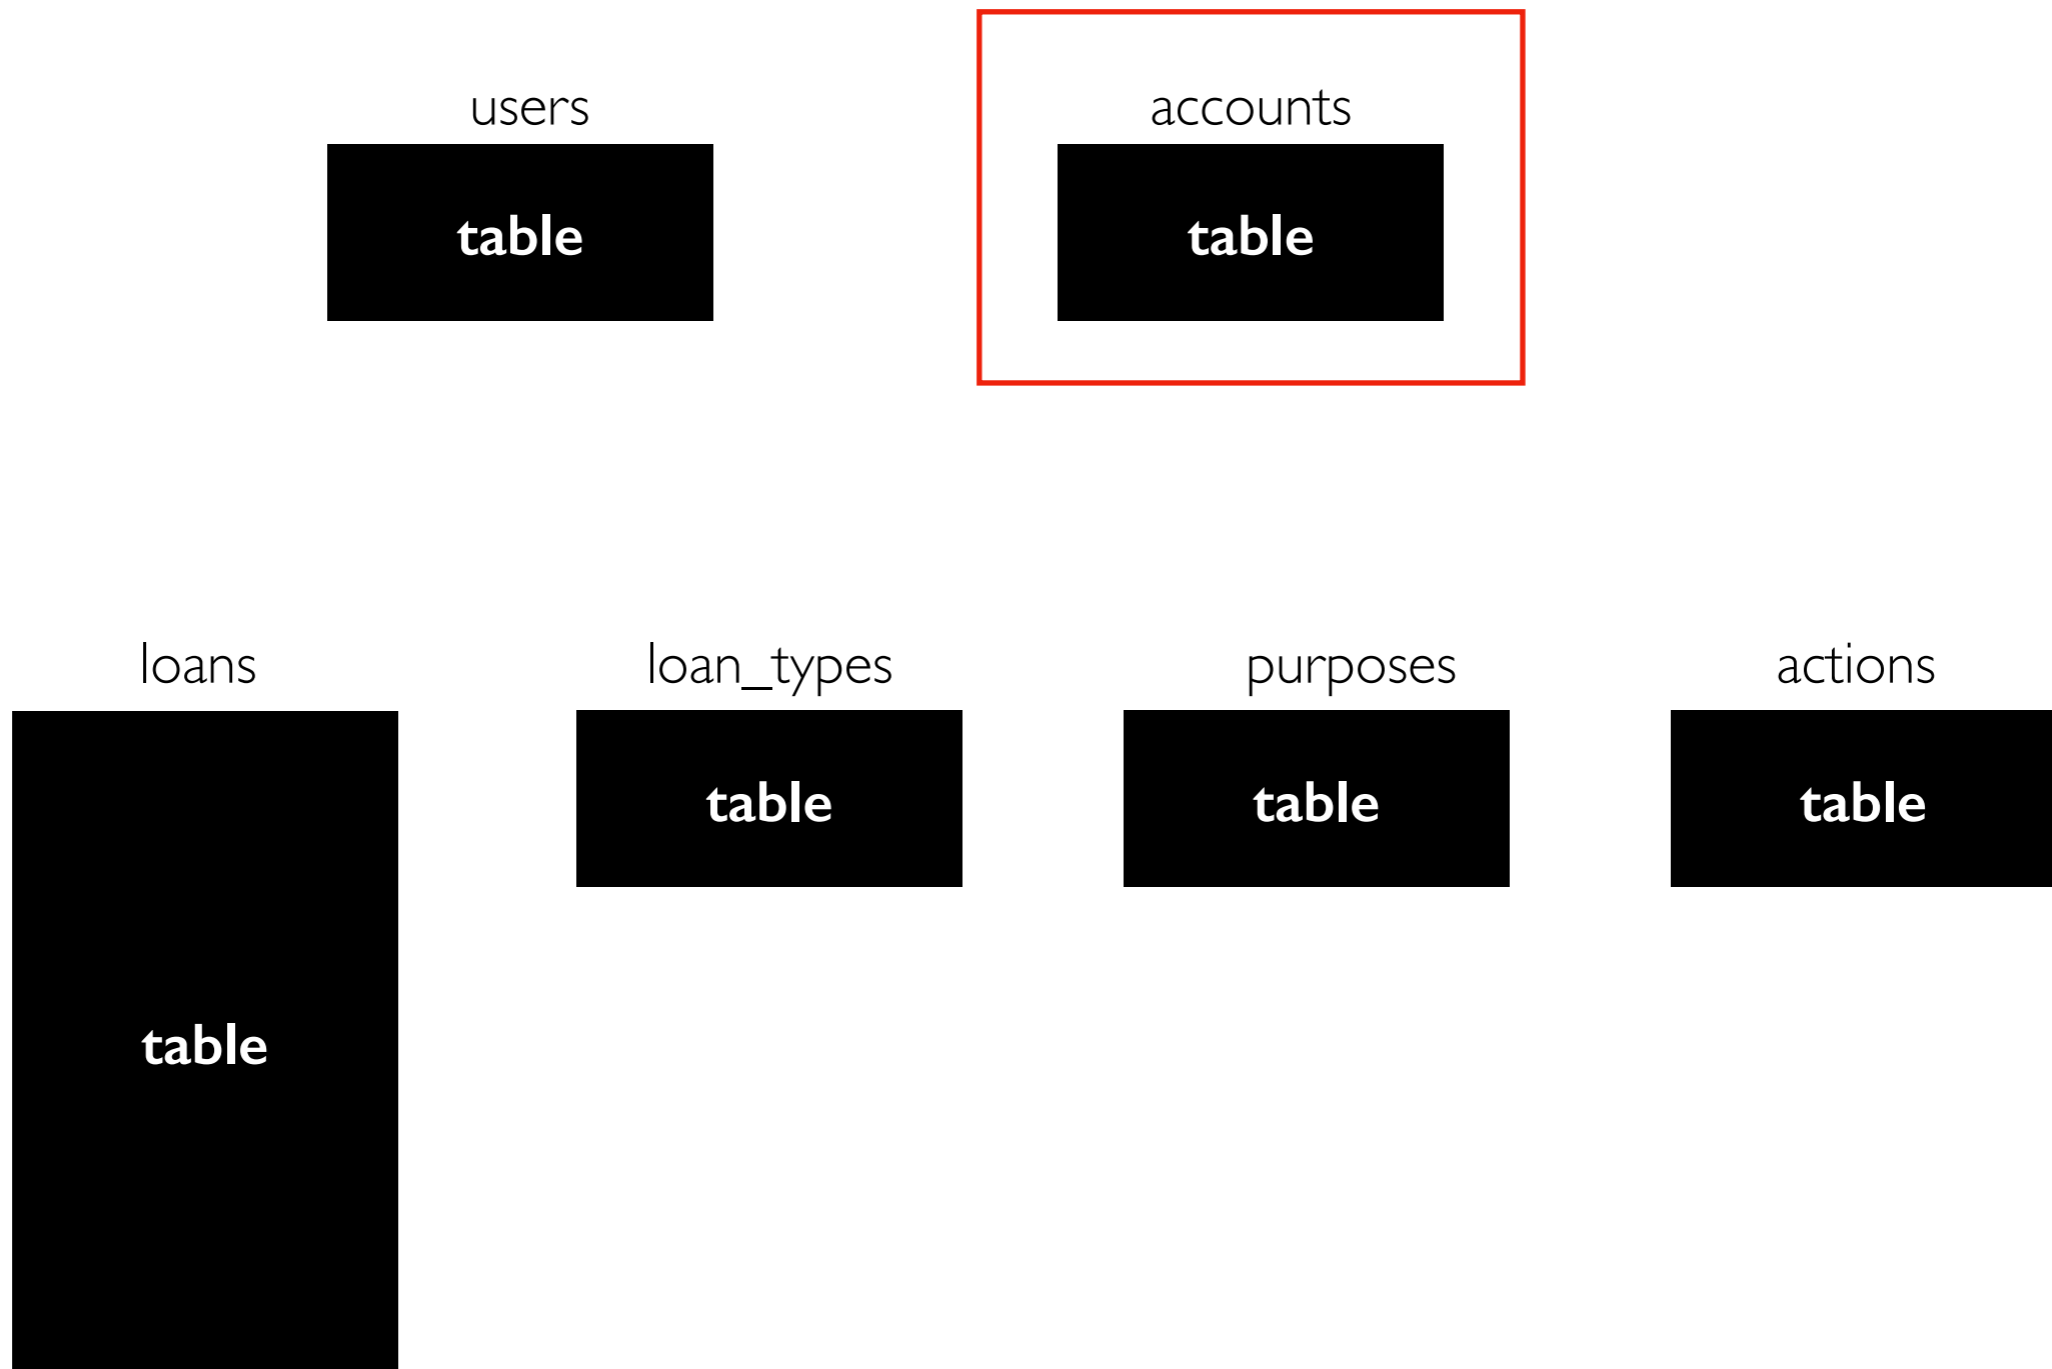 users
accounts
table
table
loans
loan_types
purposes
actions
table
table
table
table